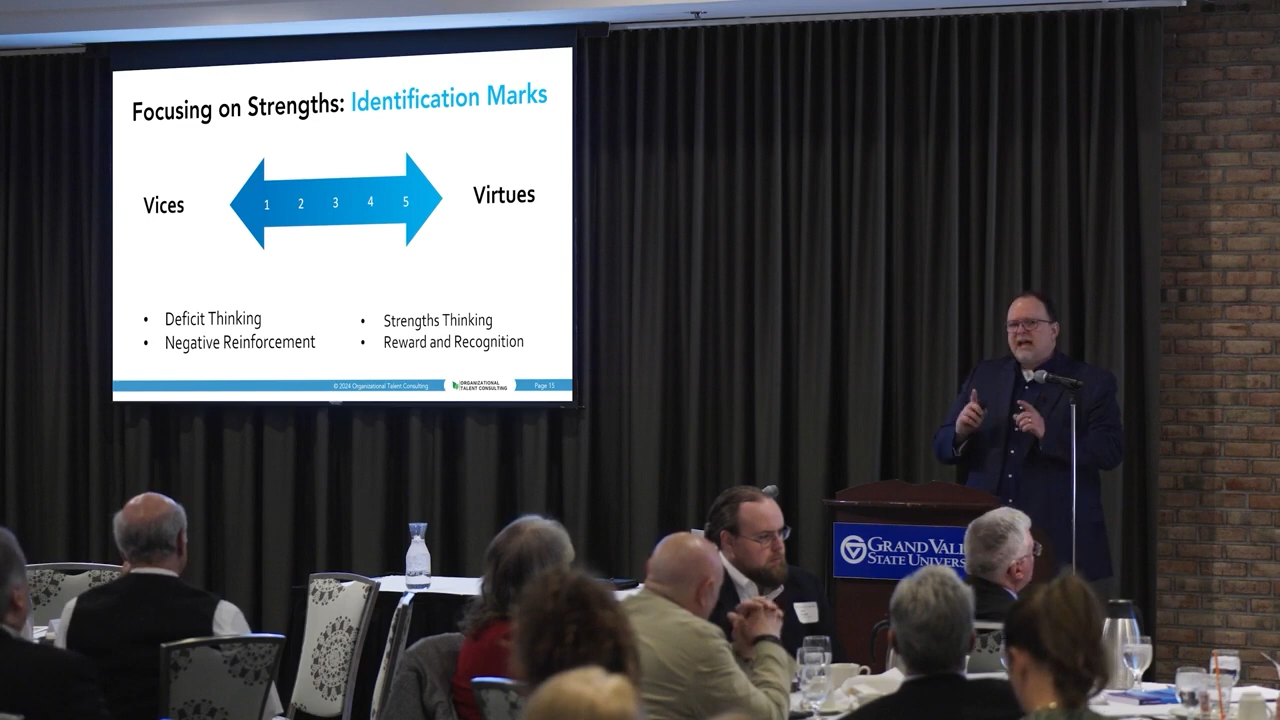 Focusing on Strengths: Identification Marks
Vices
1 2 3 4 5
Virtues
• Deficit Thinking
• Negative Reinforcement
• Strengths Thinking
• Reward and Recognition
© 2024 Organizational Talent Consulting
ORGANIZATIONAL
TALENT CONSULTING
Page 15
GRAND VALL
STATE UNIVERS